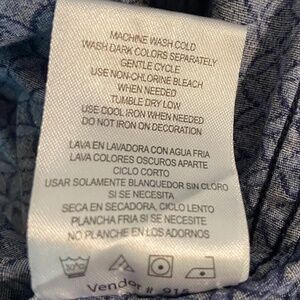 MACHINE WASH COLD
WASH DARK COLORS SEPARATELY
GENTLE CYCLE
USE NON-CHLORINE BLEACH
WHEN NEEDED
TUMBLE DRY LOW
USE COOL IRON WHEN NEEDED
DO NOT IRON ON DECORATION
LAVA EN LAVADORA CON AGUA FRIA
LAVA COLORES OSCUROS APARTE
CICLO CORTO
USAR SOLAMENTE BLANQUEDOR SIN CLORO
SI SE NECESITA
SECA EN SECADORA, CICLO LENTO
PLANCHA FRIA SI SE NECESITA
NO PLANCHE EN LOS ADORNOS
30°C
Vendor #